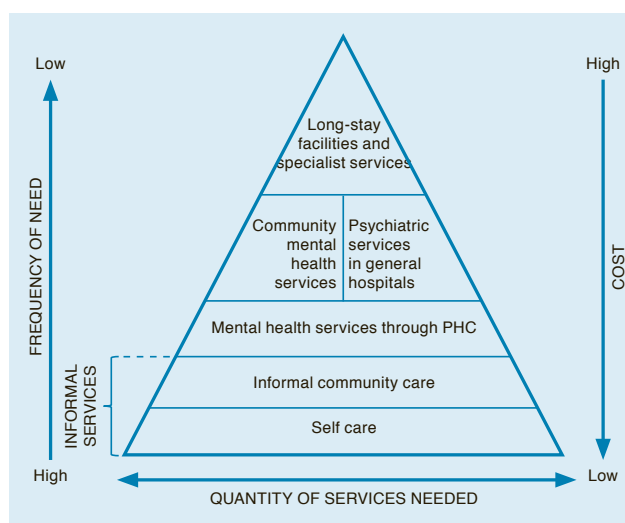 Low
High
FREQUENCY OF NEED
COST
Long-stay
facilities and
specialist services
Community
mental
health
services
Psychiatric
services
in general
hospitals
Mental health services through PHC
INFORMAL
SERVICES
Informal community care
Self care
High
Low
QUANTITY OF SERVICES NEEDED